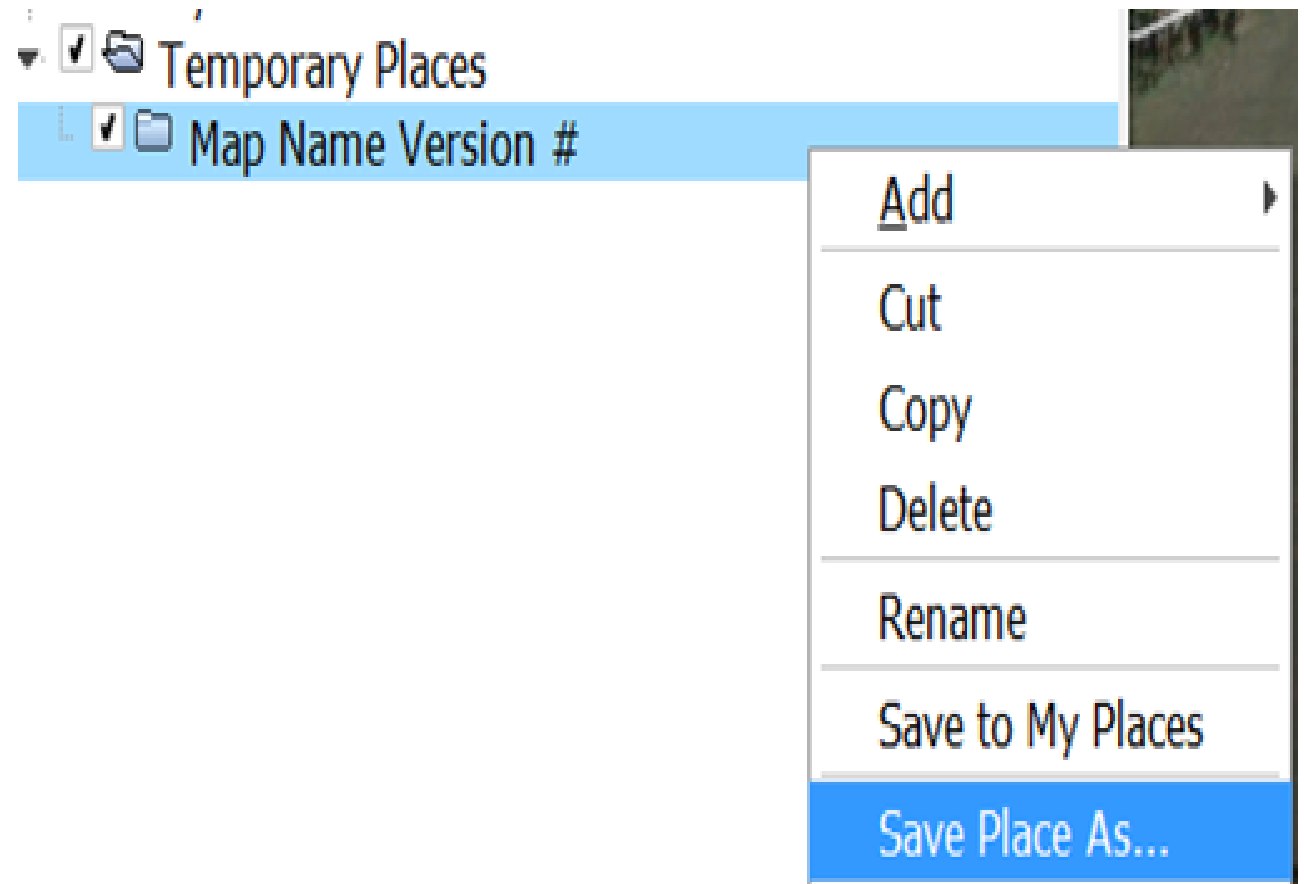 Temporary Places
Map Name Version #
Add
Cut
Copy
Delete
Rename
Save to My Places
Save Place As...